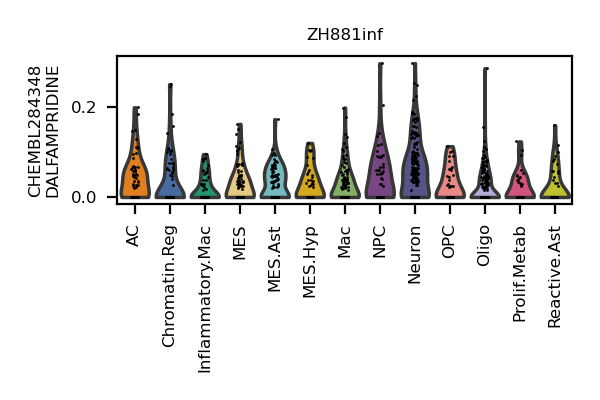 ZH881inf
CHEMBL284348
DALFAMPRIDINE
0.2
0.0
AC
Chromatin.Reg
Inflammatory.Mac
MES
MES.Ast
MES.Hyp
Mac
NPC
Neuron
OPC
Oligo
Prolif.Metab
Reactive.Ast